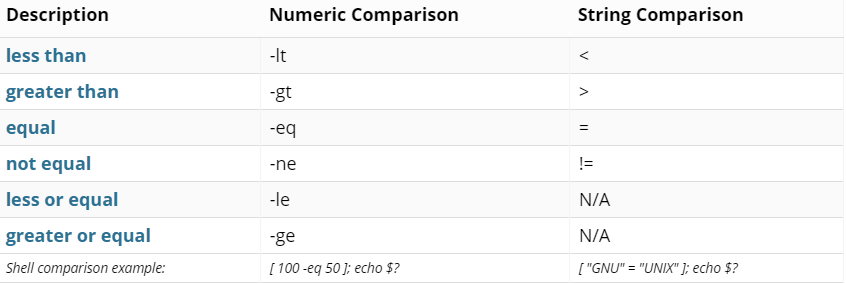 Description Numeric Comparison String Comparison
less than -lt <
greater than -gt >
equal -eq =
not equal -ne !=
less or equal -le N/A
greater or equal -ge N/A
Shell comparison example: [ 100 -eq 50 ]; echo $? [ "GNU" = "UNIX" ]; echo $?